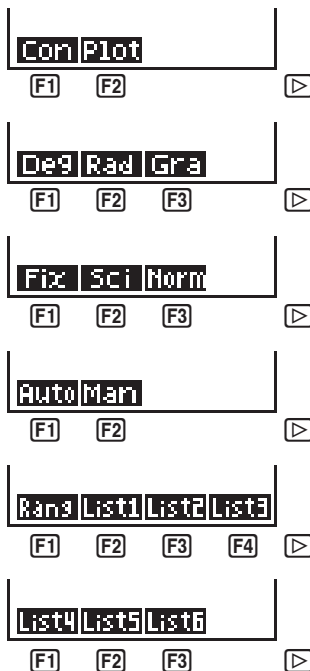 Con Plot
F1 F2 ▷
Deg Rad Gra
F1 F2 F3 ▷
Fix Sci Norm
F1 F2 F3 ▷
Auto Man
F1 F2 ▷
Rang List1 List2 List3
F1 F2 F3 F4 ▷
List4 List5 List6
F1 F2 F3 ▷